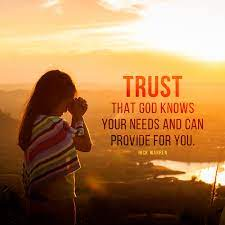 TRUST
THAT GOD KNOWS
YOUR NEEDS AND CAN
PROVIDE FOR YOU.
RICK WARREN